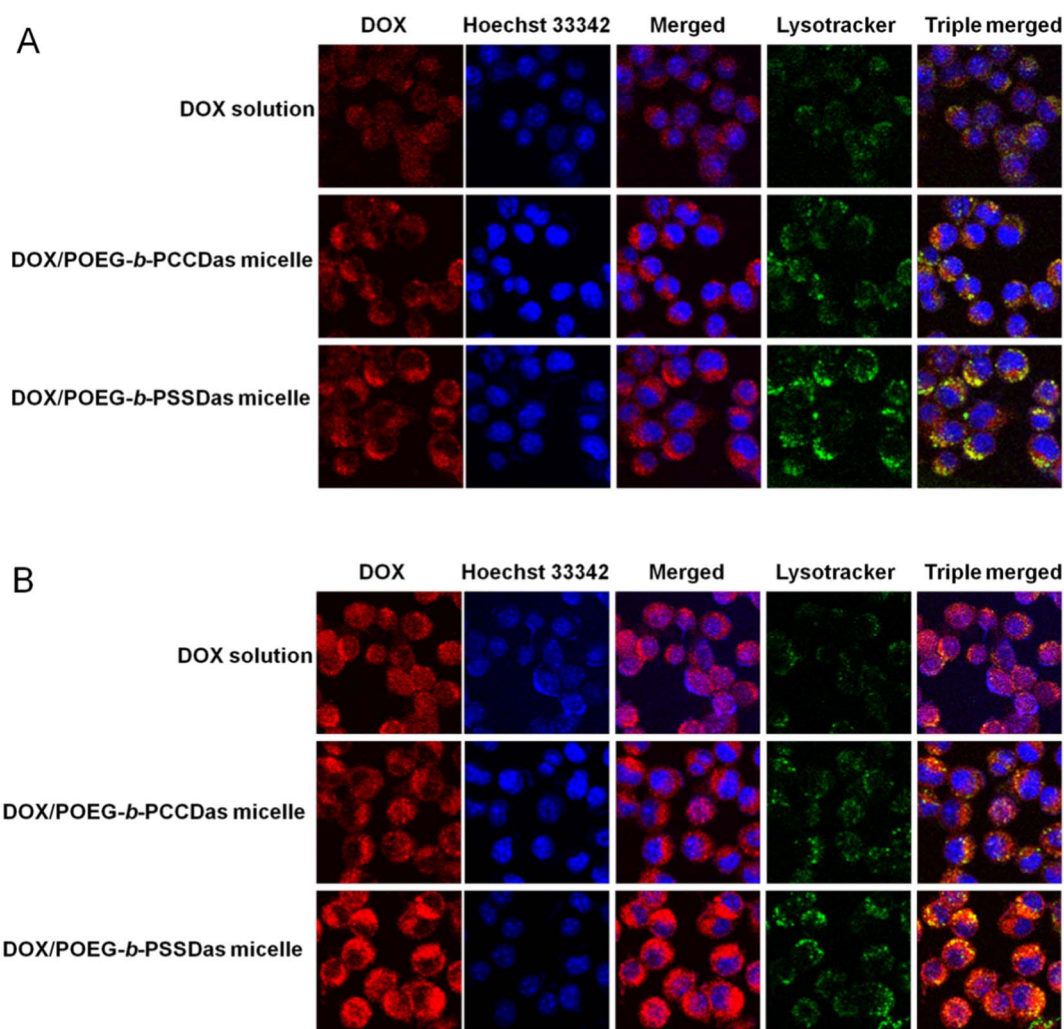 A
DOX Hoechst 33342 Merged Lysotracker Triple merged
DOX solution
DOX/POEG-b-PCCDas micelle
DOX/POEG-b-PSSDas micelle
B
DOX Hoechst 33342 Merged Lysotracker Triple merged
DOX solution
DOX/POEG-b-PCCDas micelle
DOX/POEG-b-PSSDas micelle